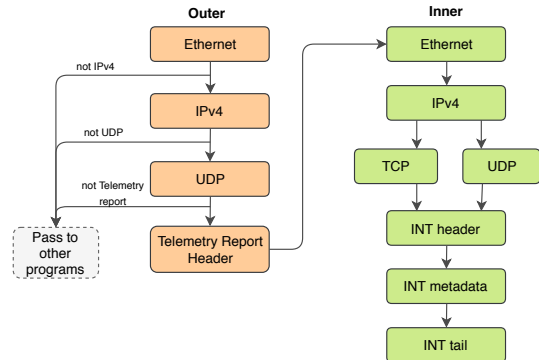 Outer
Inner
Ethernet
not IPv4
IPv4
not UDP
UDP
not Telemetry
report
Telemetry Report
Header
Pass to
other
programs
Ethernet
IPv4
TCP
UDP
INT header
INT metadata
INT tail